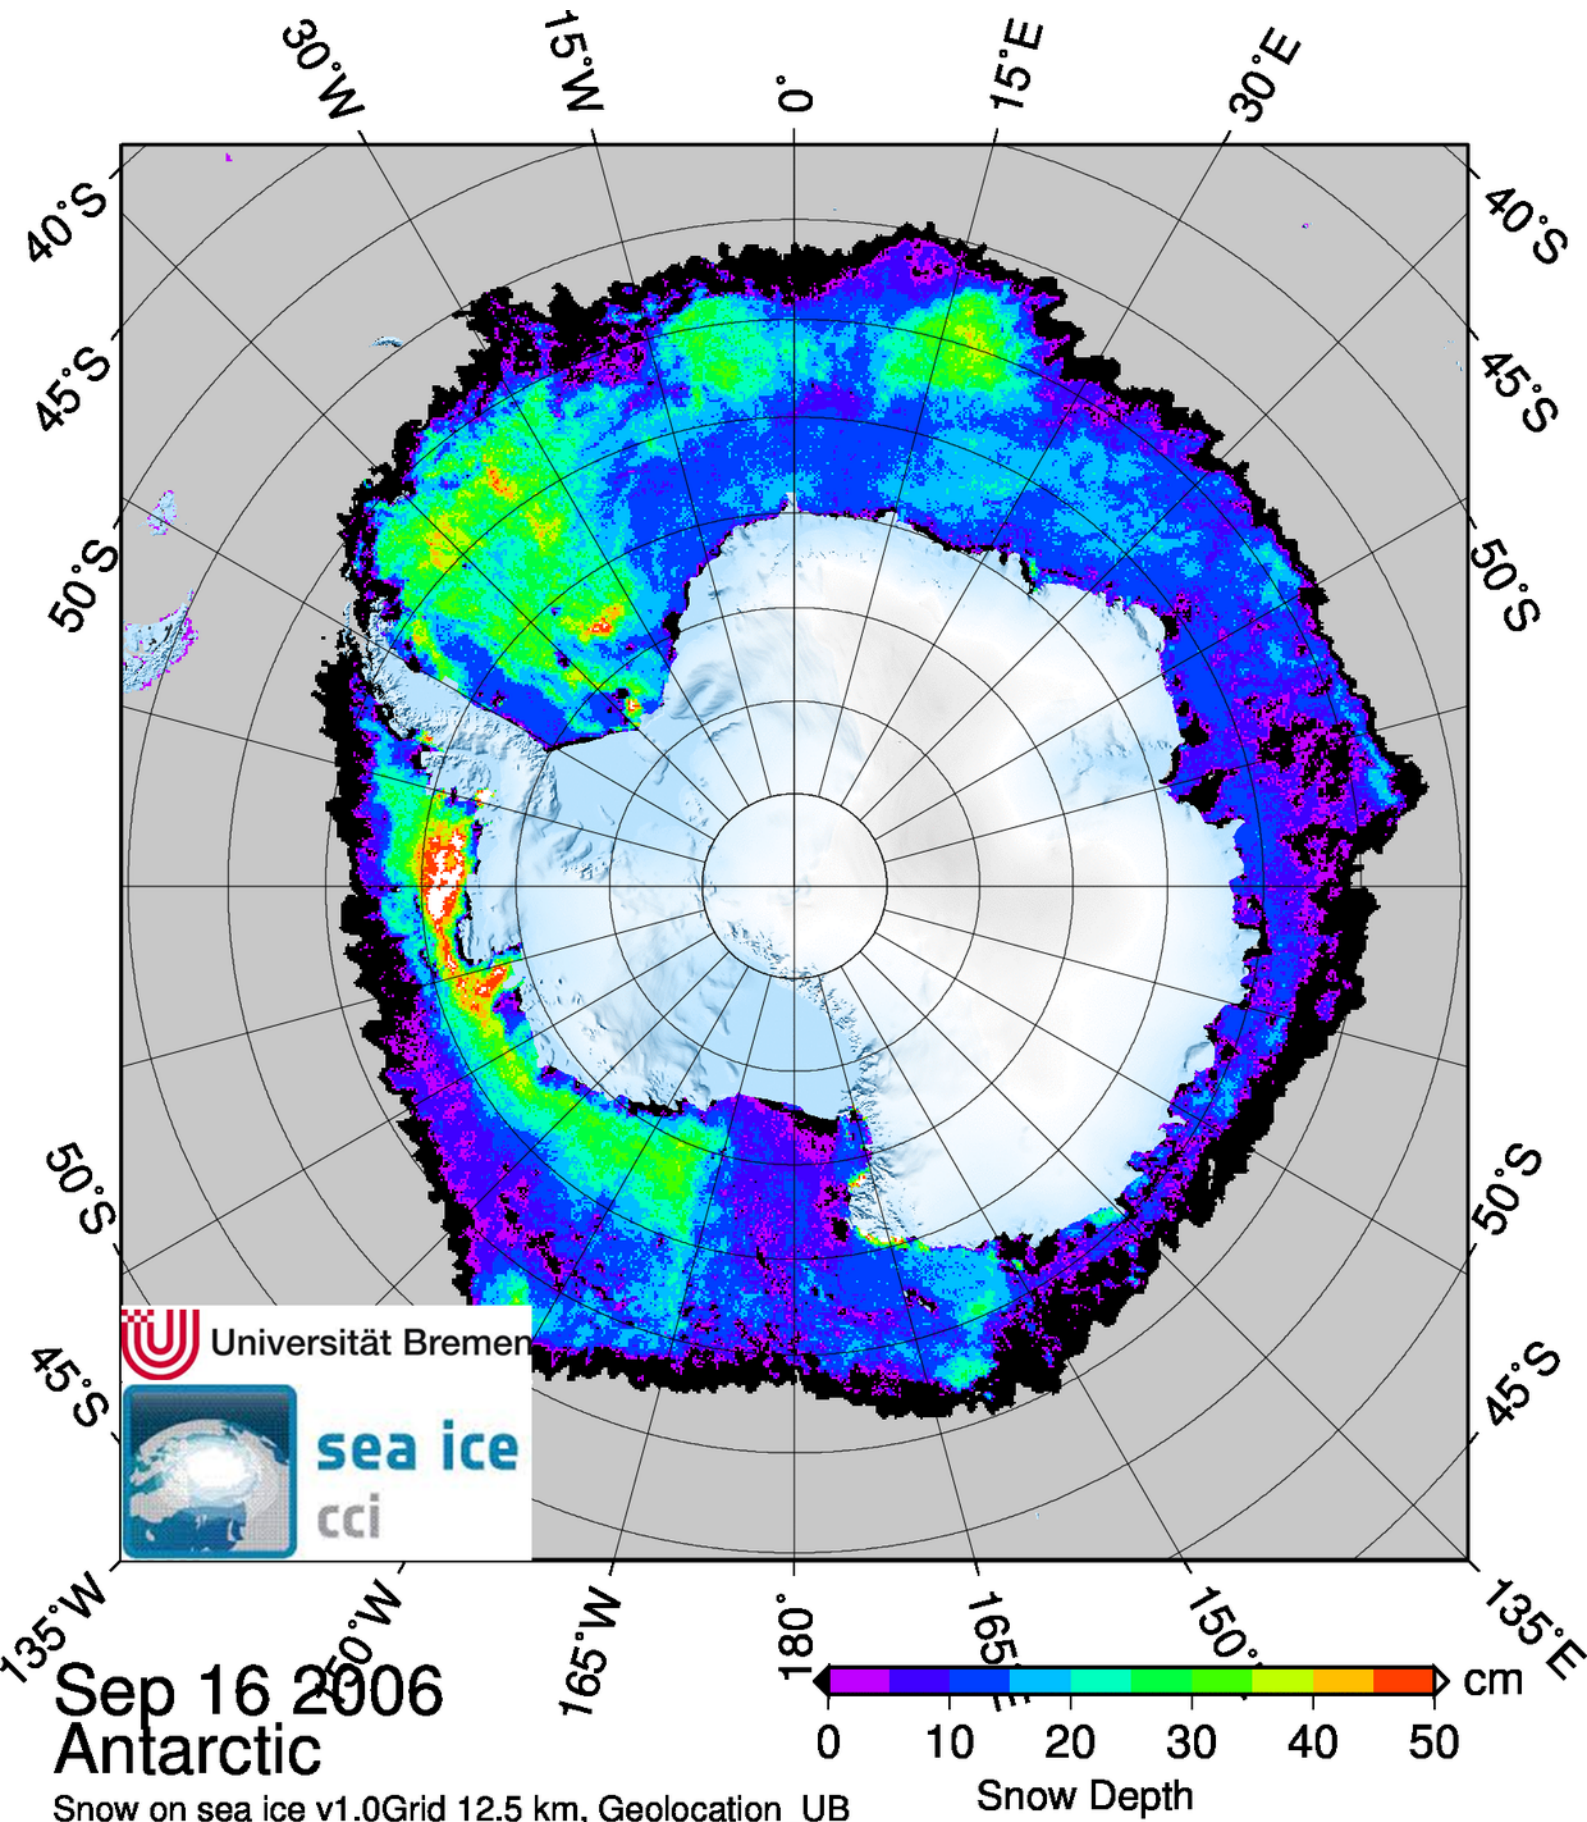 30°W 15°W 0° 15°E 30°E
40°S 40°S
45°S 45°S
50°S 50°S
50°S 50°S
45°S 45°S
Universität Bremen
sea ice
cci
135°W 165°W 180° 135°E
Sep 16 2006
Antarctic
Snow on sea ice v1.0Grid 12.5 km, Geolocation UB
cm
0 10 20 30 40 50
Snow Depth